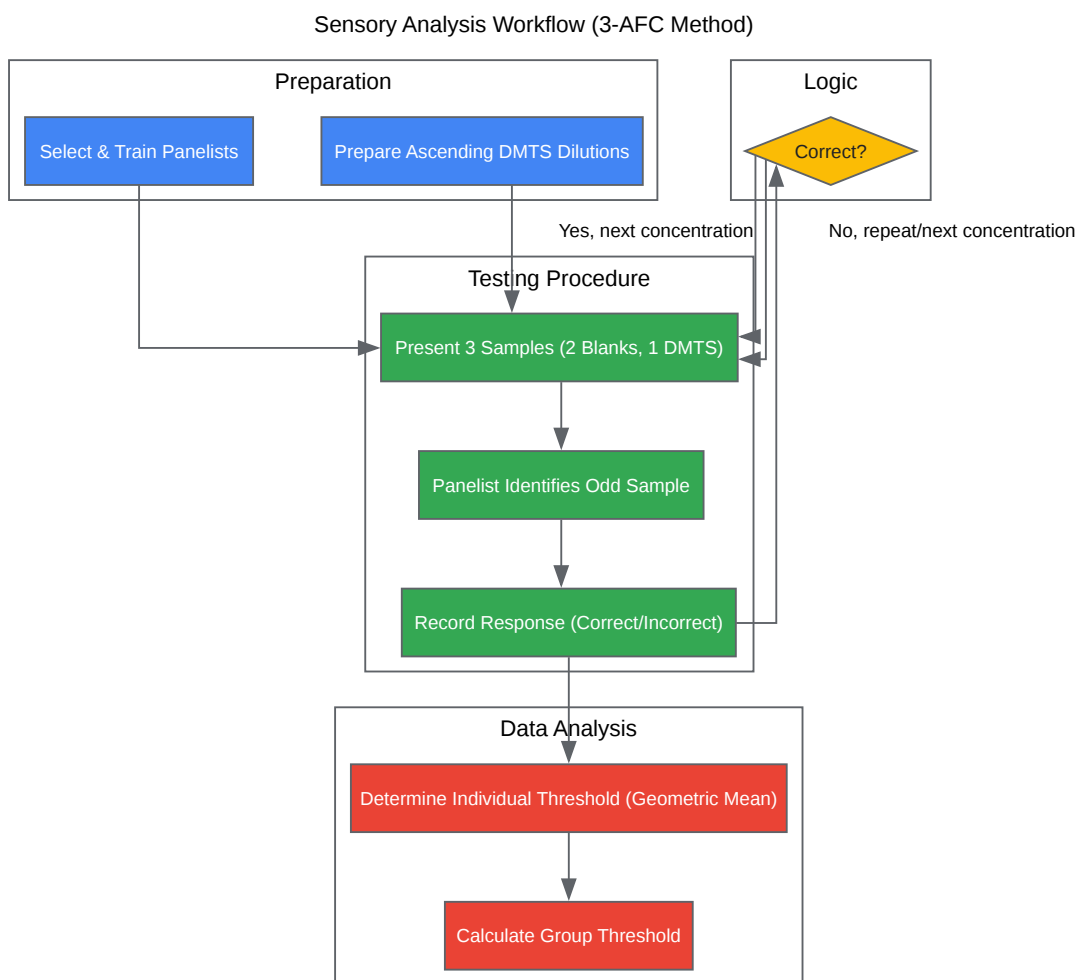 Sensory Analysis Workflow (3-AFC Method)
Preparation
Logic
Select & Train Panelists
Prepare Ascending DMTS Dilutions
Correct?
Yes, next concentration
No, repeat/next concentration
Testing Procedure
Present 3 Samples (2 Blanks, 1 DMTS)
Panelist Identifies Odd Sample
Record Response (Correct/Incorrect)
Data Analysis
Determine Individual Threshold (Geometric Mean)
Calculate Group Threshold